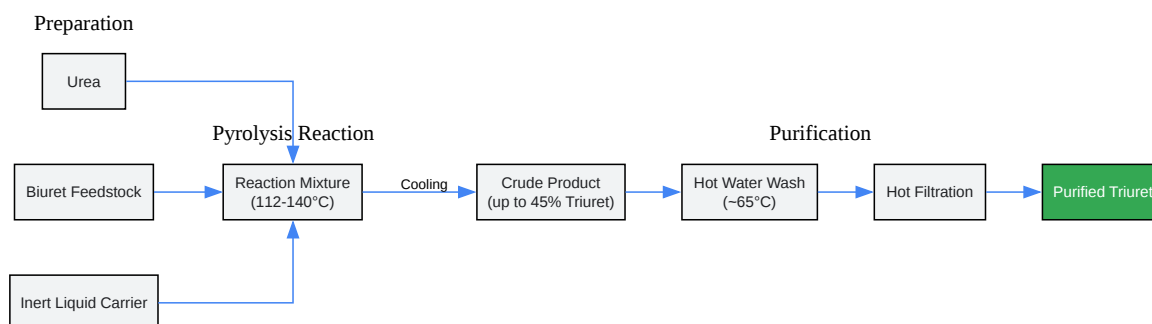 Preparation
Urea
Pyrolysis Reaction
Purification
Biuret Feedstock
Reaction Mixture
(112-140°C)
Cooling
Crude Product
(up to 45% Triuret)
Hot Water Wash
(~65°C)
Hot Filtration
Purified Triuret
Inert Liquid Carrier